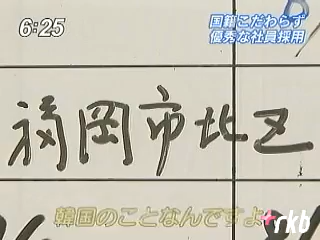 6:25
国籍こだわらず
優秀な社員採用
福岡市北区
韓国のことなんですよ
rkb